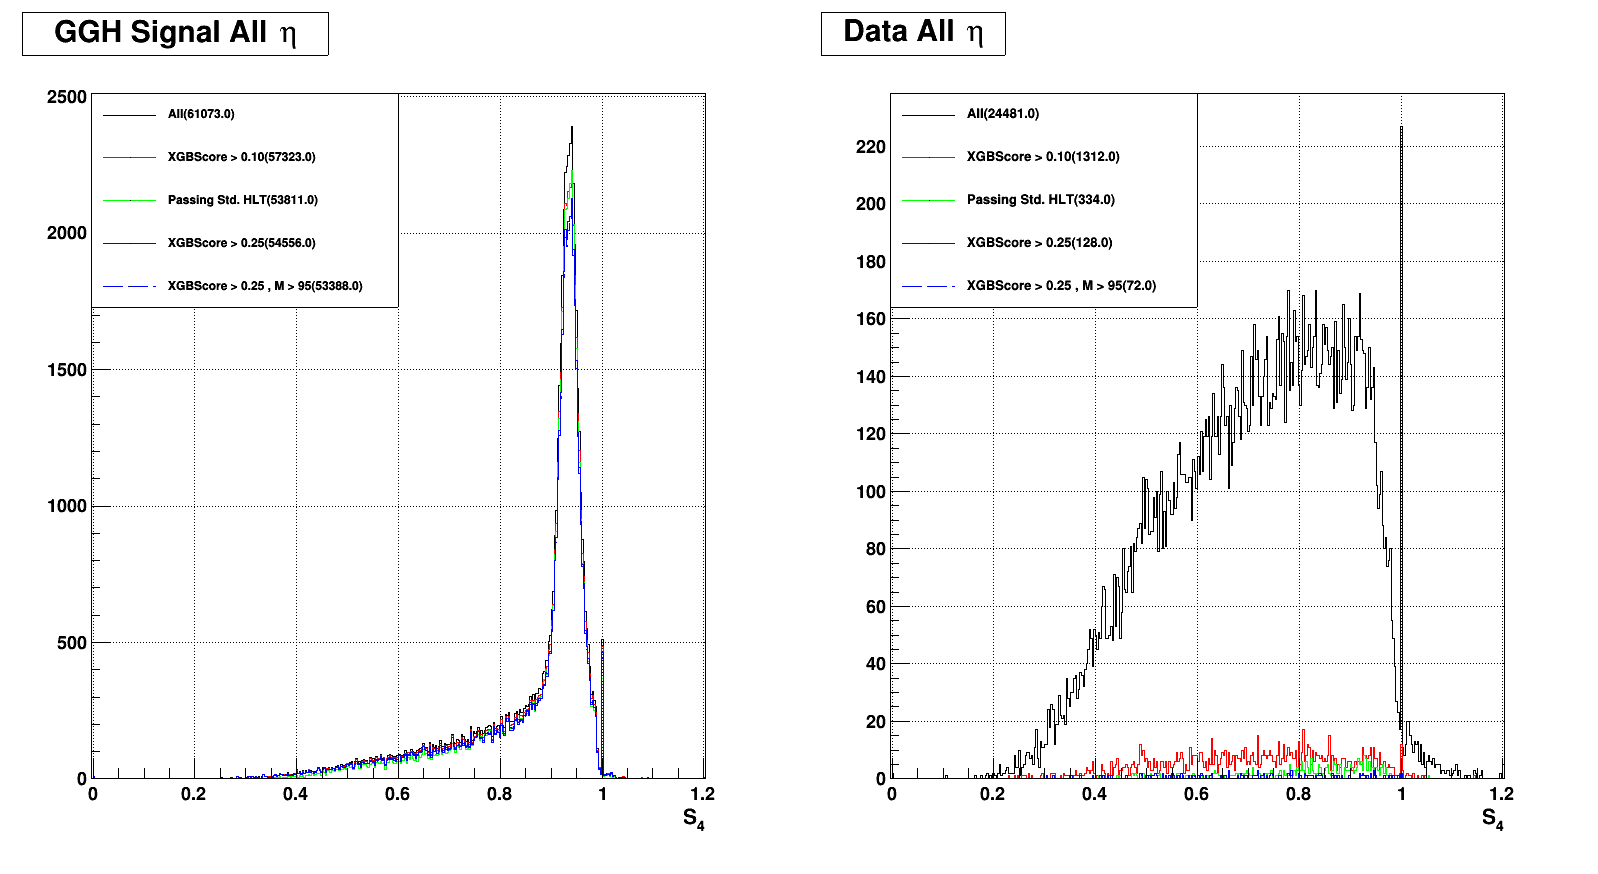 GGH Signal All η
2500
2000
1500
1000
500
0
All(61073.0)
XGBScore > 0.10(57323.0)
Passing Std. HLT(53811.0)
XGBScore > 0.25(54556.0)
XGBScore > 0.25 , M > 95(53388.0)
0 0.2 0.4 0.6 0.8 1 1.2
S4
Data All η
220
200
180
160
140
120
100
80
60
40
20
0
All(24481.0)
XGBScore > 0.10(1312.0)
Passing Std. HLT(334.0)
XGBScore > 0.25(128.0)
XGBScore > 0.25 , M > 95(72.0)
0 0.2 0.4 0.6 0.8 1 1.2
S4